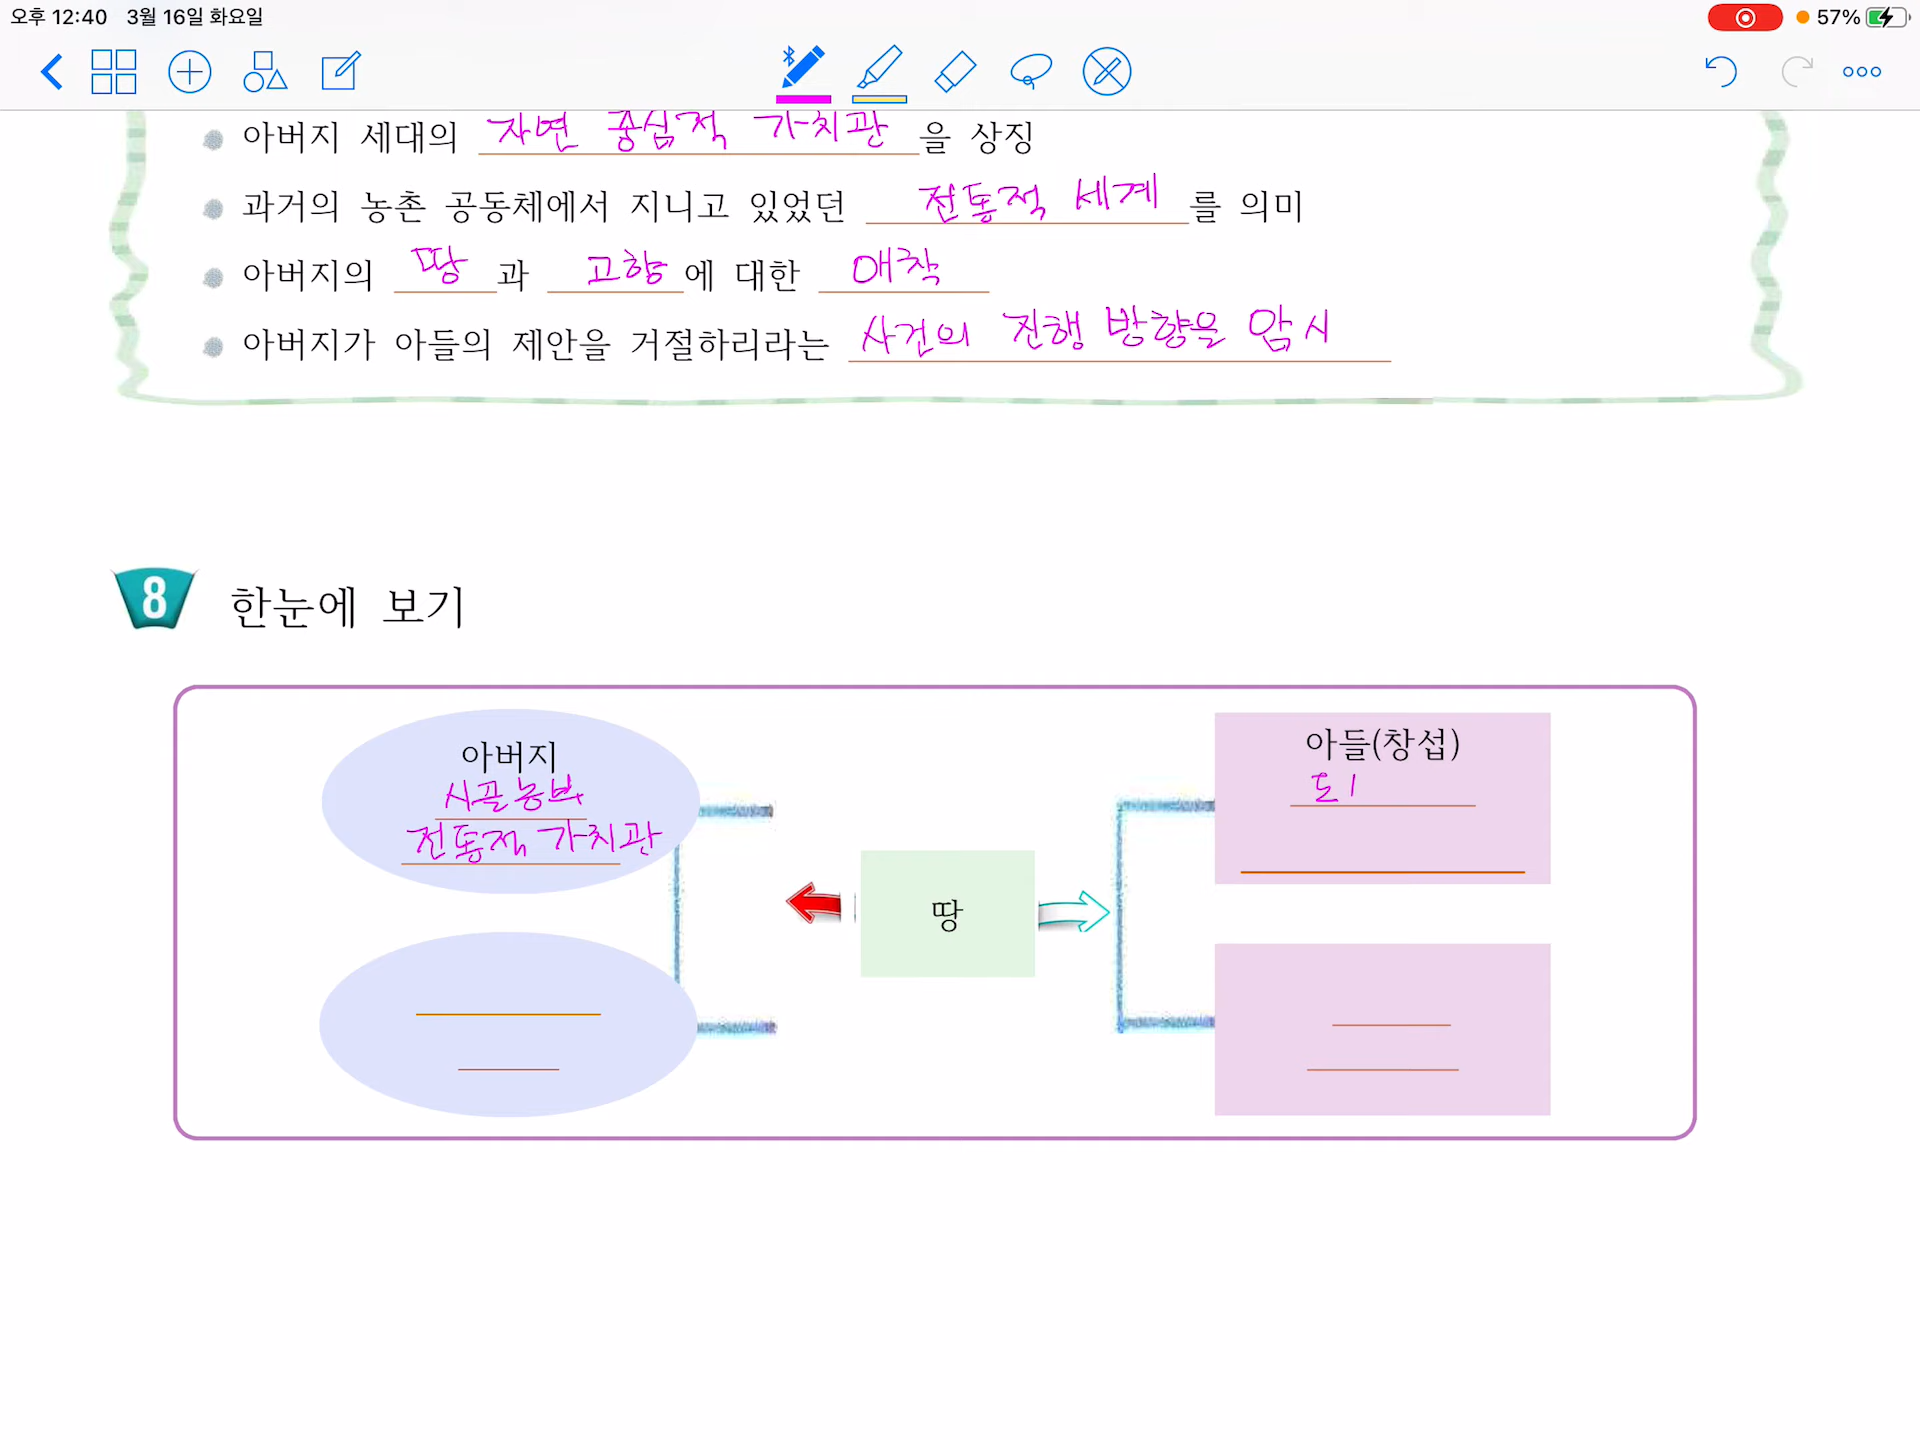 오후 12:40 3월 16일 화요일 57%
아버지 세대의 자연 중심적 가치관을 상징
과거의 농촌 공동체에서 지니고 있었던 전통적 세계를 의미
아버지의 땅과 고향에 대한 애착
아버지가 아들의 제안을 거절하리라는 사건의 진행 방향을 암시
8 한눈에 보기
아버지
시골농부
전통적 가치관
땅
아들(창섭)